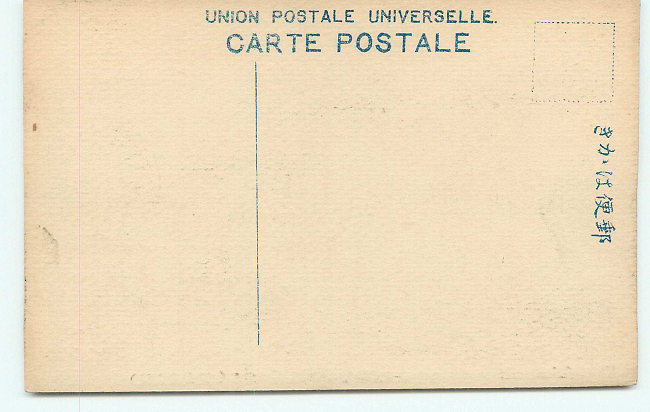 UNION POSTALE UNIVERSELLE.
CARTE POSTALE
郵便はがき